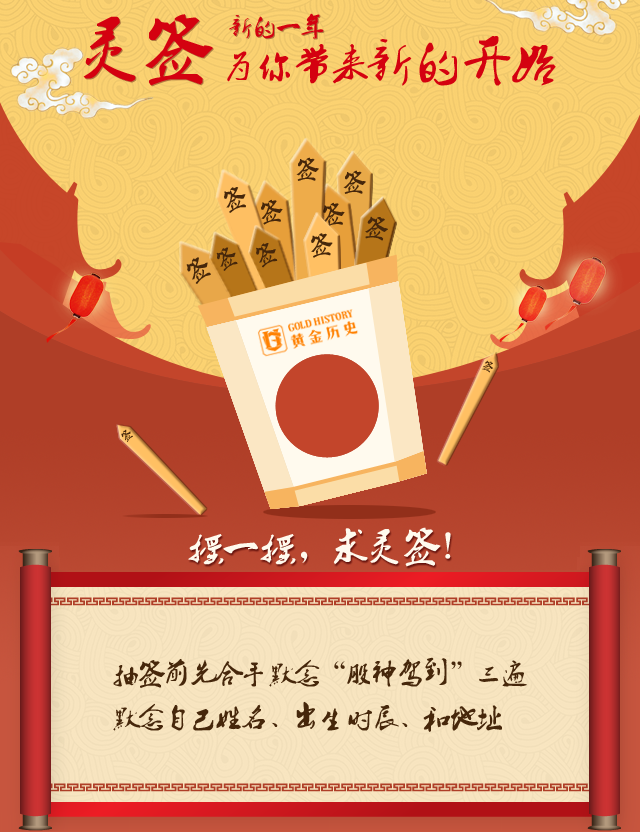 灵签
新的一年
为你带来新的开始
签
签
签
签
签
签
签
签
签
签
GOLD HISTORY
黄金历史
签
签
摇一摇，求灵签！
抽签前先合手默念“股神驾到”三遍
默念自己姓名、出生时辰、和地址